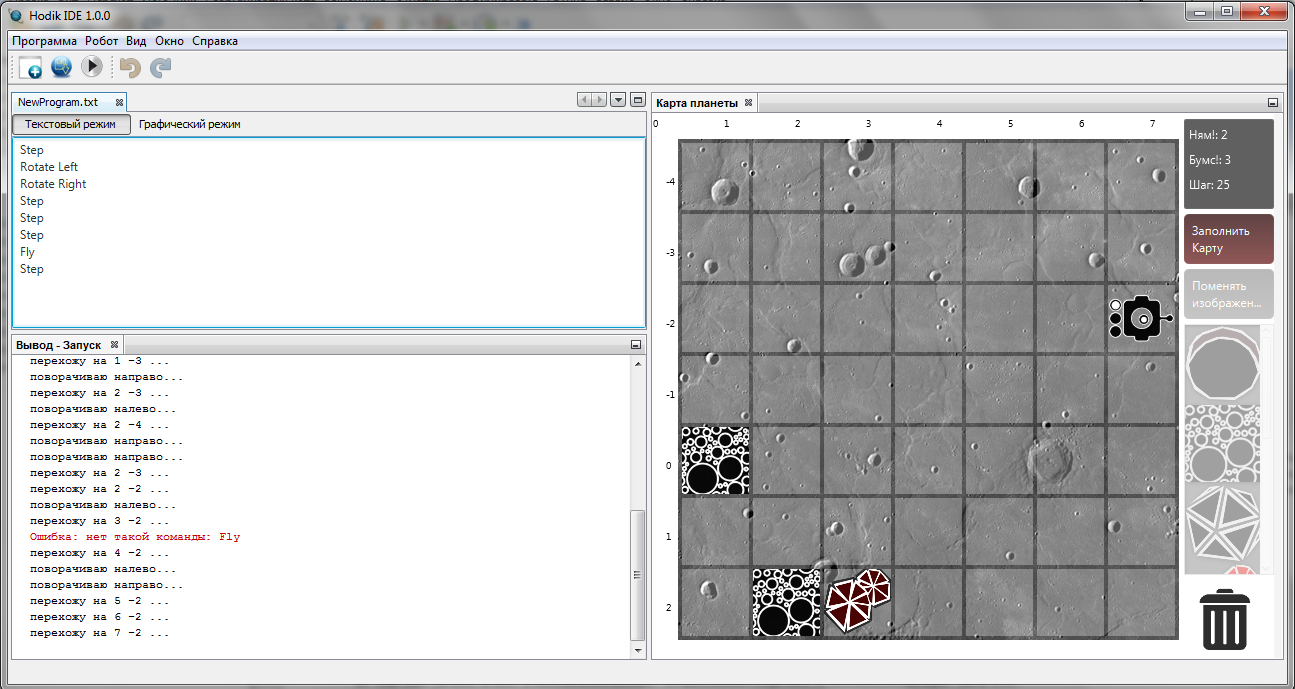 Hodik IDE 1.0.0
Программа Робот Вид Окно Справка
NewProgram.txt
Текстовый режим Графический режим
Step
Rotate Left
Rotate Right
Step
Step
Step
Fly
Step
Вывод - Запуск
перехожу на 1 -3 ...
поворачиваю направо...
перехожу на 2 -3 ...
поворачиваю налево...
перехожу на 2 -4 ...
поворачиваю направо...
поворачиваю направо...
перехожу на 2 -3 ...
перехожу на 2 -2 ...
поворачиваю налево...
перехожу на 3 -2 ...
Ошибка: нет такой команды: Fly
перехожу на 4 -2 ...
поворачиваю налево...
поворачиваю направо...
перехожу на 5 -2 ...
перехожу на 6 -2 ...
перехожу на 7 -2 ...
Карта планеты
0 1 2 3 4 5 6 7
-4
-3
-2
-1
0
1
2
Ням!: 2
Бумс!: 3
Шаг: 25
Заполнить
Карту
Поменять
изображен...